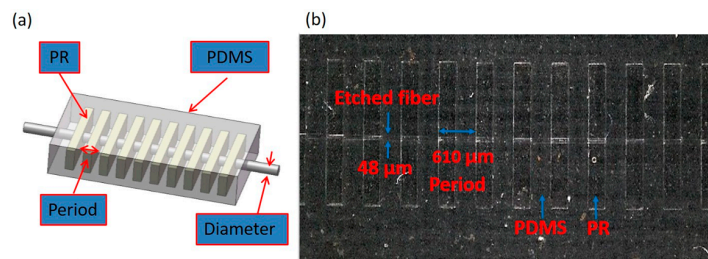 (a)
PR
PDMS
Period
Diameter
(b)
Etched fiber
48 μm
610 μm
Period
PDMS
PR